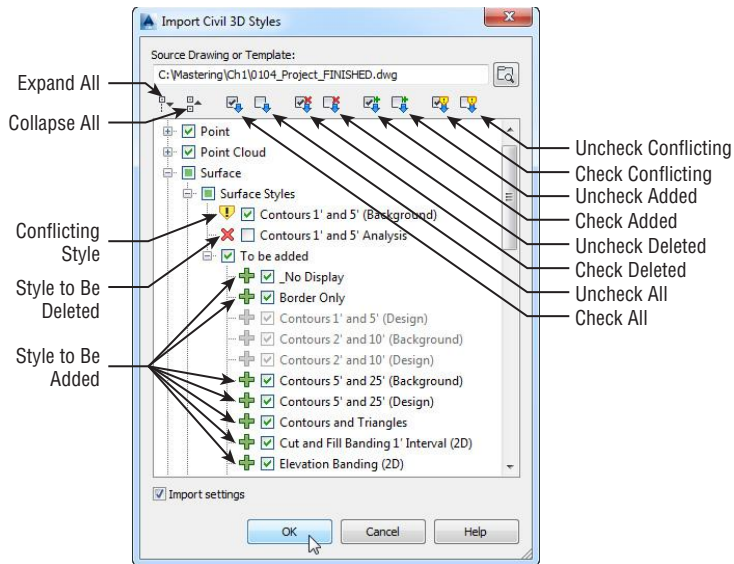 Import Civil 3D Styles
Source Drawing or Template:
C:\Mastering\Ch1\0104_Project_FINISHED.dwg
Expand All
Collapse All
Point
Point Cloud
Surface
Surface Styles
Contours 1' and 5' (Background)
Contours 1' and 5' Analysis
To be added
_No Display
Border Only
Contours 1' and 5' (Design)
Contours 2' and 10' (Background)
Contours 2' and 10' (Design)
Contours 5' and 25' (Background)
Contours 5' and 25' (Design)
Contours and Triangles
Cut and Fill Banding 1' Interval (2D)
Elevation Banding (2D)
Conflicting
Style
Style to Be
Deleted
Style to Be
Added
Uncheck Conflicting
Check Conflicting
Uncheck Added
Check Added
Uncheck Deleted
Check Deleted
Uncheck All
Check All
Import settings
OK
Cancel
Help